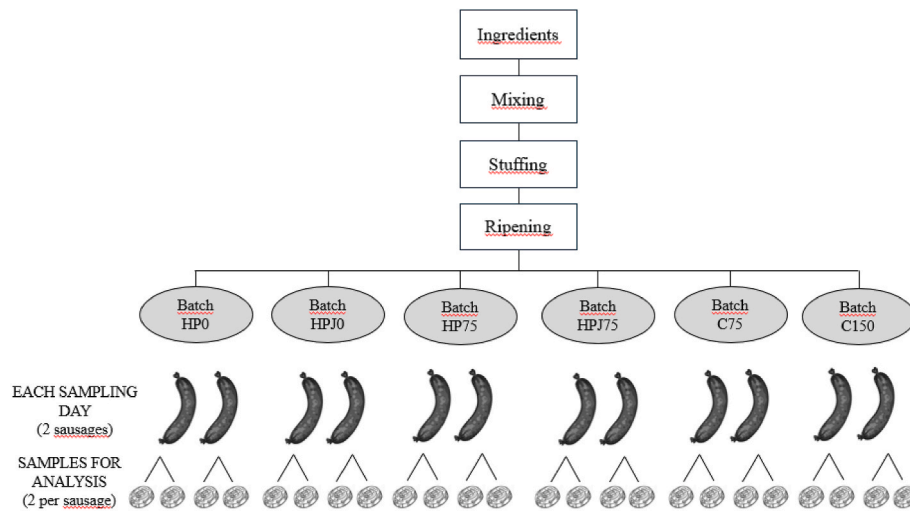 Ingredients
Mixing
Stuffing
Ripening
Batch
HP0
Batch
HPJ0
Batch
HP75
Batch
HPJ75
Batch
C75
Batch
C150
EACH SAMPLING
DAY
(2 sausages)
SAMPLES FOR
ANALYSIS
(2 per sausage)